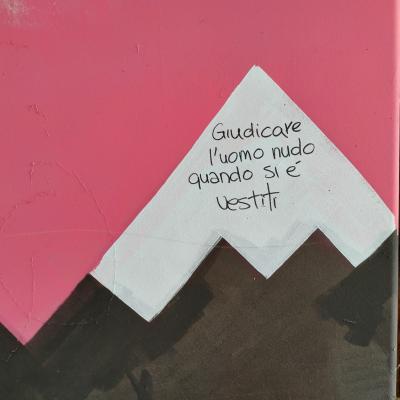 Giudicare
l'uomo nudo
quando si é
vestiti